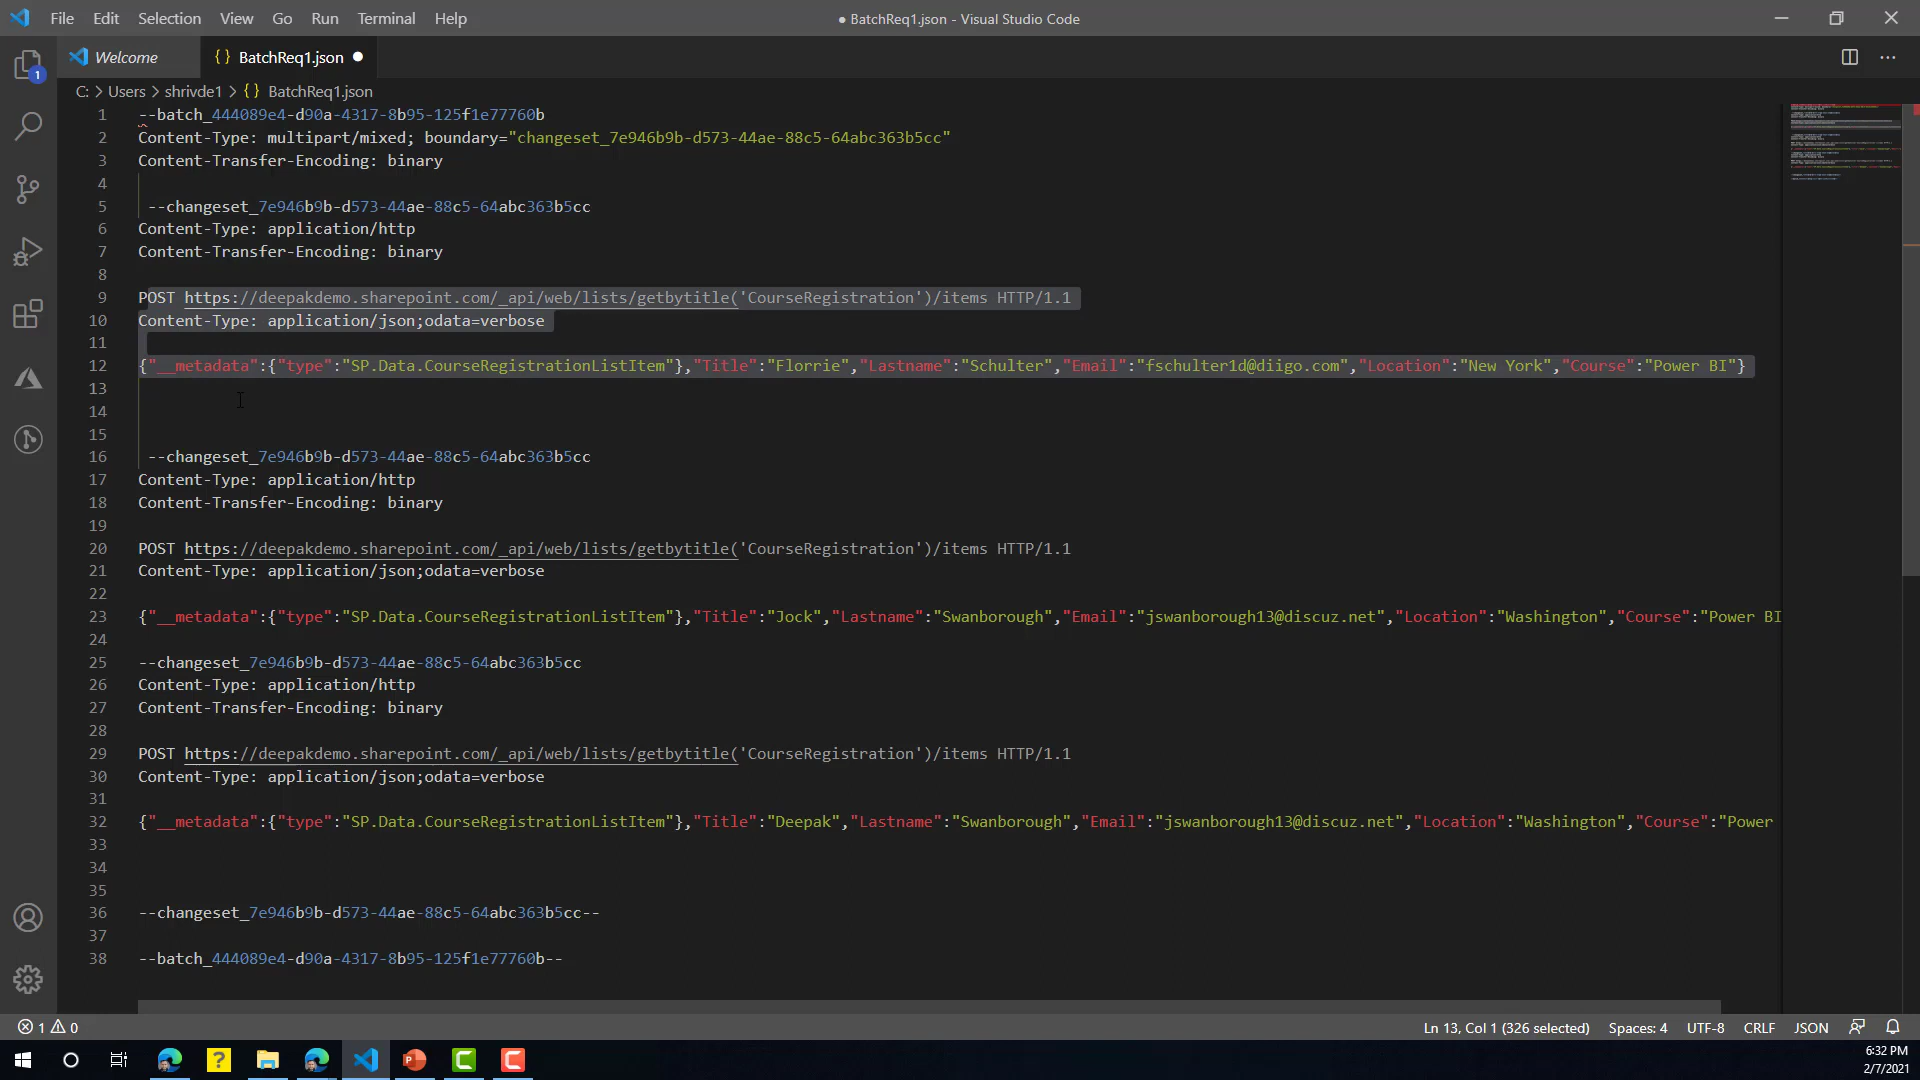 File Edit Selection View Go Run Terminal Help
● BatchReq1.json - Visual Studio Code
1
Welcome
{} BatchReq1.json ●
C: > Users > shrivde1 > {} BatchReq1.json
1 --batch_444089e4-d90a-4317-8b95-125f1e77760b
2 Content-Type: multipart/mixed; boundary="changeset_7e946b9b-d573-44ae-88c5-64abc363b5cc"
3 Content-Transfer-Encoding: binary
4
5 --changeset_7e946b9b-d573-44ae-88c5-64abc363b5cc
6 Content-Type: application/http
7 Content-Transfer-Encoding: binary
8
9 POST https://deepakdemo.sharepoint.com/_api/web/lists/getbytitle('CourseRegistration')/items HTTP/1.1
10 Content-Type: application/json;odata=verbose
11
12 {"__metadata":{"type":"SP.Data.CourseRegistrationListItem"},"Title":"Florrie","Lastname":"Schulter","Email":"fschulter1d@diigo.com","Location":"New York","Course":"Power BI"}
13
14
15
16 --changeset_7e946b9b-d573-44ae-88c5-64abc363b5cc
17 Content-Type: application/http
18 Content-Transfer-Encoding: binary
19
20 POST https://deepakdemo.sharepoint.com/_api/web/lists/getbytitle('CourseRegistration')/items HTTP/1.1
21 Content-Type: application/json;odata=verbose
22
23 {"__metadata":{"type":"SP.Data.CourseRegistrationListItem"},"Title":"Jock","Lastname":"Swanborough","Email":"jswanborough13@discuz.net","Location":"Washington","Course":"Power BI
24
25 --changeset_7e946b9b-d573-44ae-88c5-64abc363b5cc
26 Content-Type: application/http
27 Content-Transfer-Encoding: binary
28
29 POST https://deepakdemo.sharepoint.com/_api/web/lists/getbytitle('CourseRegistration')/items HTTP/1.1
30 Content-Type: application/json;odata=verbose
31
32 {"__metadata":{"type":"SP.Data.CourseRegistrationListItem"},"Title":"Deepak","Lastname":"Swanborough","Email":"jswanborough13@discuz.net","Location":"Washington","Course":"Power
33
34
35
36 --changeset_7e946b9b-d573-44ae-88c5-64abc363b5cc--
37
38 --batch_444089e4-d90a-4317-8b95-125f1e77760b--
1 0
Ln 13, Col 1 (326 selected) Spaces: 4 UTF-8 CRLF JSON
6:32 PM
2/7/2021